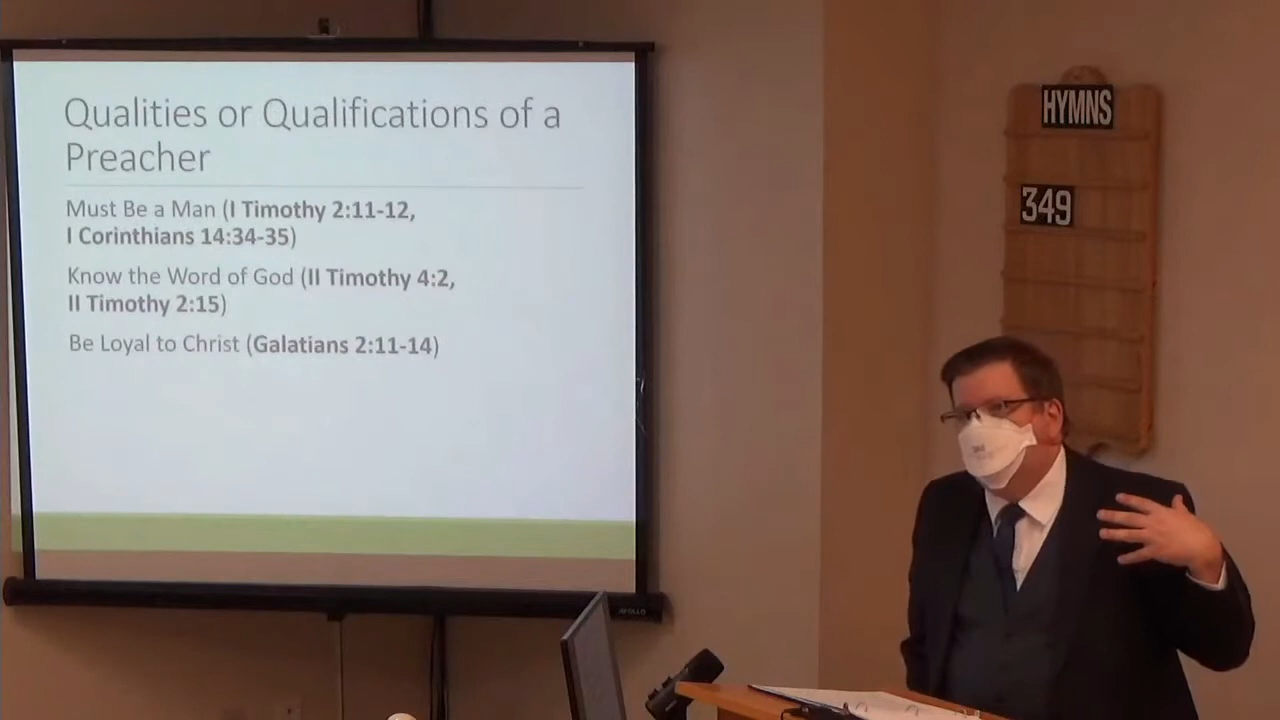 Qualities or Qualifications of a
Preacher
Must Be a Man (I Timothy 2:11-12,
I Corinthians 14:34-35)
Know the Word of God (II Timothy 4:2,
II Timothy 2:15)
Be Loyal to Christ (Galatians 2:11-14)
HYMNS
349
APOLLO